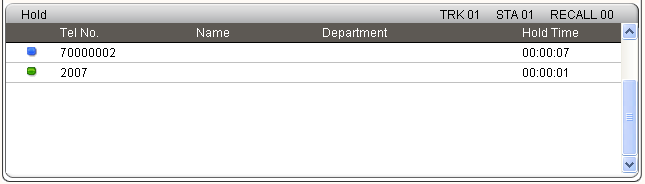 Hold TRK 01 STA 01 RECALL 00
Tel No. Name Department Hold Time
70000002 00:00:07
2007 00:00:01